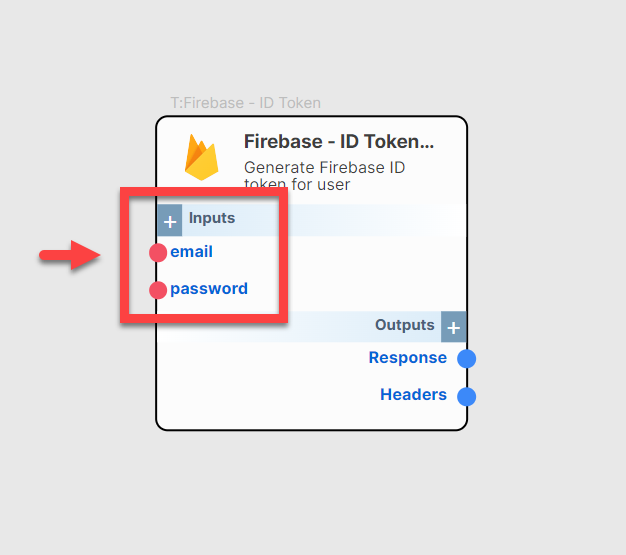 T:Firebase - ID Token
Firebase - ID Token...
Generate Firebase ID
token for user
+ Inputs
email
password
Outputs +
Response
Headers